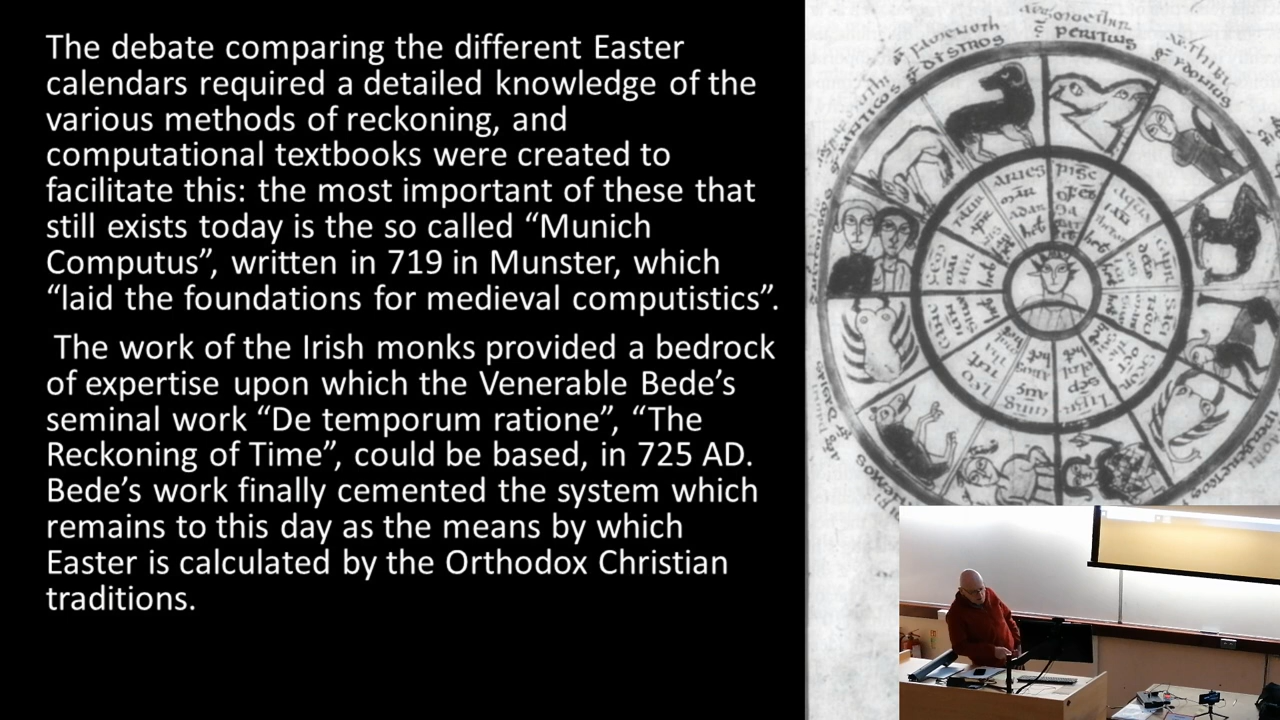 The debate comparing the different Easter
calendars required a detailed knowledge of the
various methods of reckoning, and
computational textbooks were created to
facilitate this: the most important of these that
still exists today is the so called “Munich
Computus”, written in 719 in Munster, which
“laid the foundations for medieval computistics”.
The work of the Irish monks provided a bedrock
of expertise upon which the Venerable Bede’s
seminal work “De temporum ratione”, “The
Reckoning of Time”, could be based, in 725 AD.
Bede’s work finally cemented the system which
remains to this day as the means by which
Easter is calculated by the Orthodox Christian
traditions.